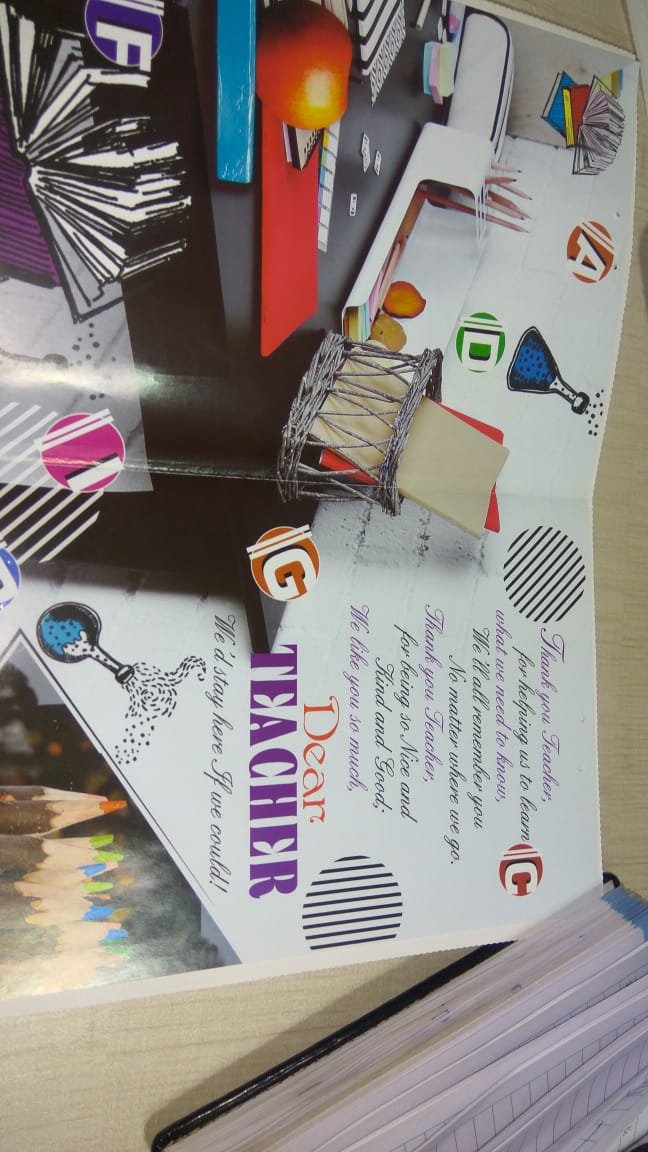 A
D
Thank you Teacher,
for helping us to learn
C
what we need to know,
We'll all remember you
No matter where we go.
Thank you Teacher,
for being so Nice and
Kind and Good;
We like you so much,
Dear
TEACHER
G
We'd stay here If we could!
F
I